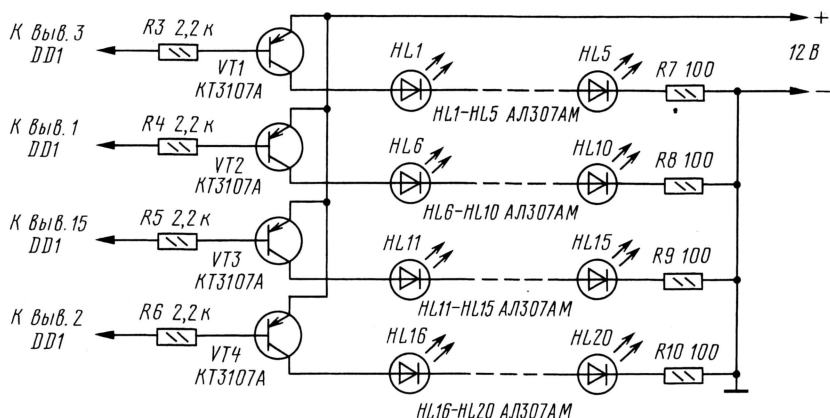 К выв.3
DD1
R3 2,2 к
VT1
КТ3107А
HL1
HL5
R7 100
+
12 В
−
HL1-HL5 АЛ307АМ
К выв.1
DD1
R4 2,2 к
VT2
КТ3107А
HL6
HL10
R8 100
HL6-HL10 АЛ307АМ
К выв.15
DD1
R5 2,2 к
VT3
КТ3107А
HL11
HL15
R9 100
HL11-HL15 АЛ307АМ
К выв.2
DD1
R6 2,2 к
VT4
КТ3107А
HL16
HL20
R10 100
HL16-HL20 АЛ307АМ